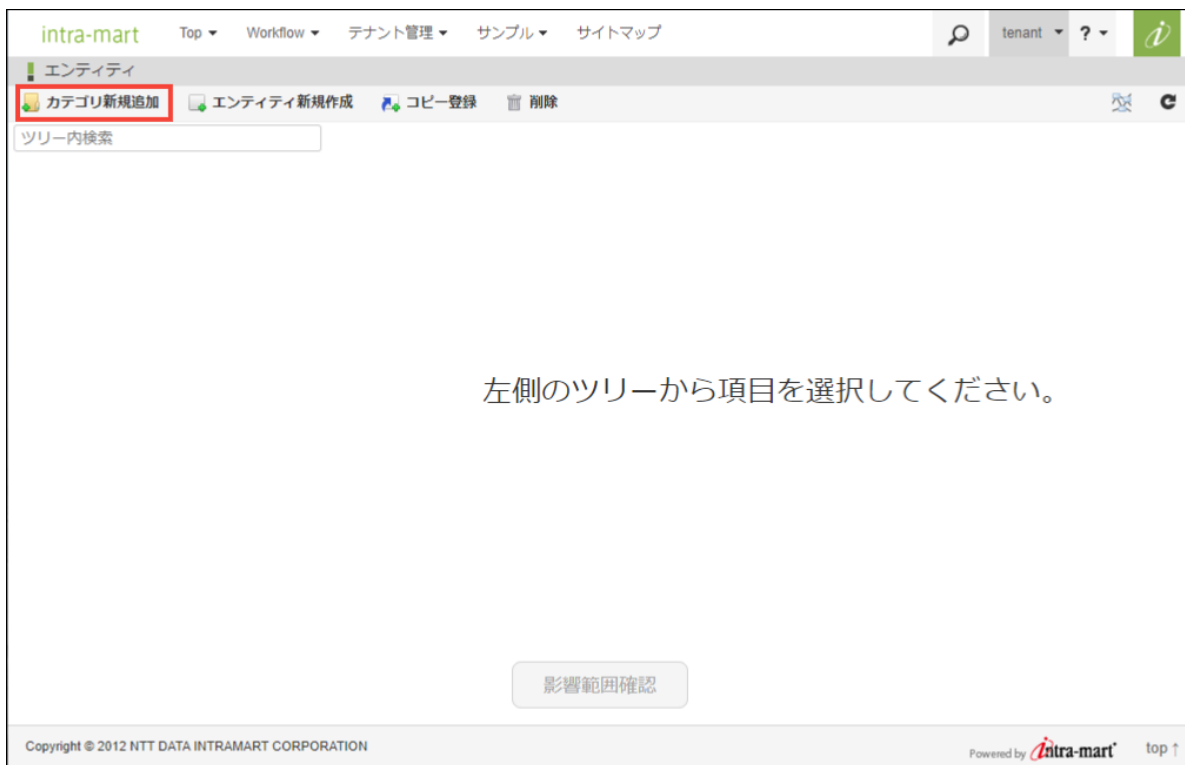 intra-mart Top Workflow テナント管理 サンプル サイトマップ tenant ?
エンティティ
カテゴリ新規追加 エンティティ新規作成 コピー登録 削除
ツリー内検索
左側のツリーから項目を選択してください。
影響範囲確認
Copyright © 2012 NTT DATA INTRAMART CORPORATION Powered by intra-mart top ↑